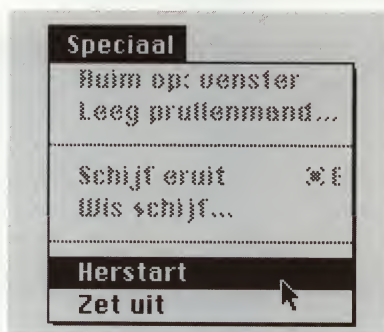 Speciaal
Ruim op: venster
Leeg prullenmand...
Schijf eruit ⌘E
Wis schijf...
Herstart
Zet uit